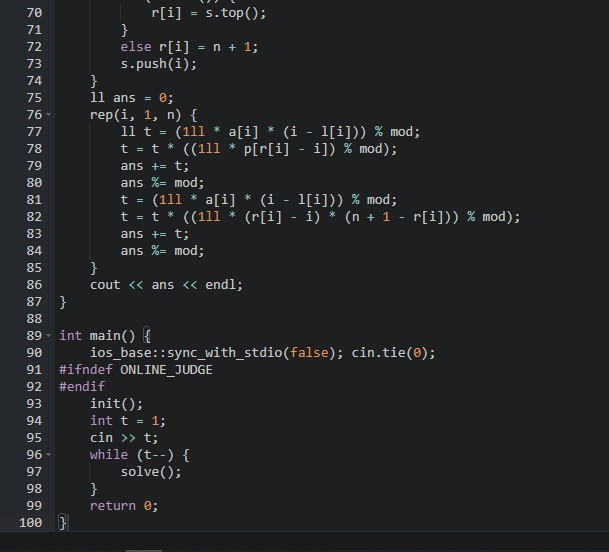 70 r[i] = s.top();
71 }
72 else r[i] = n + 1;
73 s.push(i);
74 }
75 ll ans = 0;
76 rep(i, 1, n) {
77 ll t = (1ll * a[i] * (i - l[i])) % mod;
78 t = t * ((1ll * p[r[i] - i]) % mod);
79 ans += t;
80 ans %= mod;
81 t = (1ll * a[i] * (i - l[i])) % mod;
82 t = t * ((1ll * (r[i] - i) * (n + 1 - r[i])) % mod);
83 ans += t;
84 ans %= mod;
85 }
86 cout << ans << endl;
87 }
88
89 int main() {
90 ios_base::sync_with_stdio(false); cin.tie(0);
91 #ifndef ONLINE_JUDGE
92 #endif
93 init();
94 int t = 1;
95 cin >> t;
96 while (t--) {
97 solve();
98 }
99 return 0;
100 }